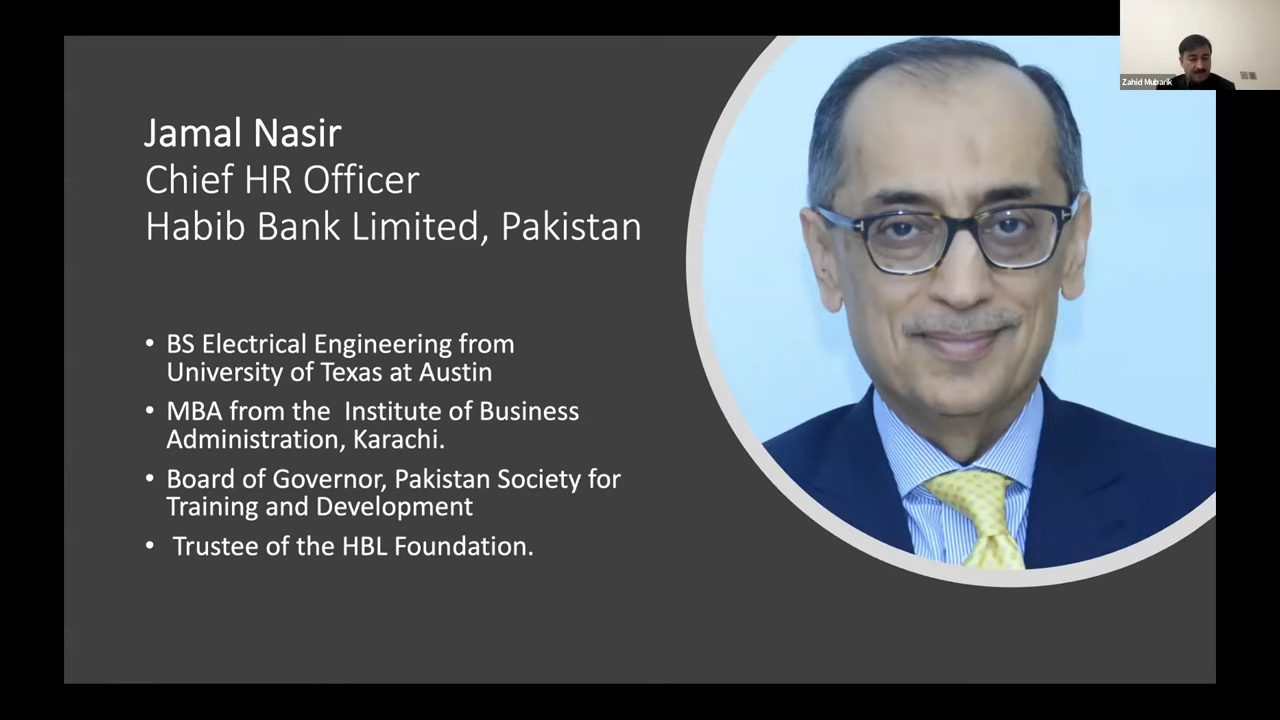 Jamal Nasir
Chief HR Officer
Habib Bank Limited, Pakistan
• BS Electrical Engineering from
University of Texas at Austin
• MBA from the  Institute of Business
Administration, Karachi.
• Board of Governor, Pakistan Society for
Training and Development
•  Trustee of the HBL Foundation.
Zahid Mubarik